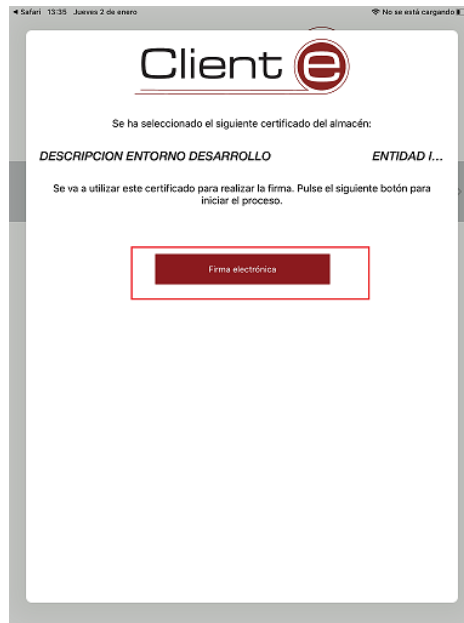 ◄ Safari 13:35 Jueves 2 de enero No se está cargando
Client e
Se ha seleccionado el siguiente certificado del almacén:
DESCRIPCION ENTORNO DESARROLLO ENTIDAD I...
Se va a utilizar este certificado para realizar la firma. Pulse el siguiente botón para
iniciar el proceso.
Firma electrónica